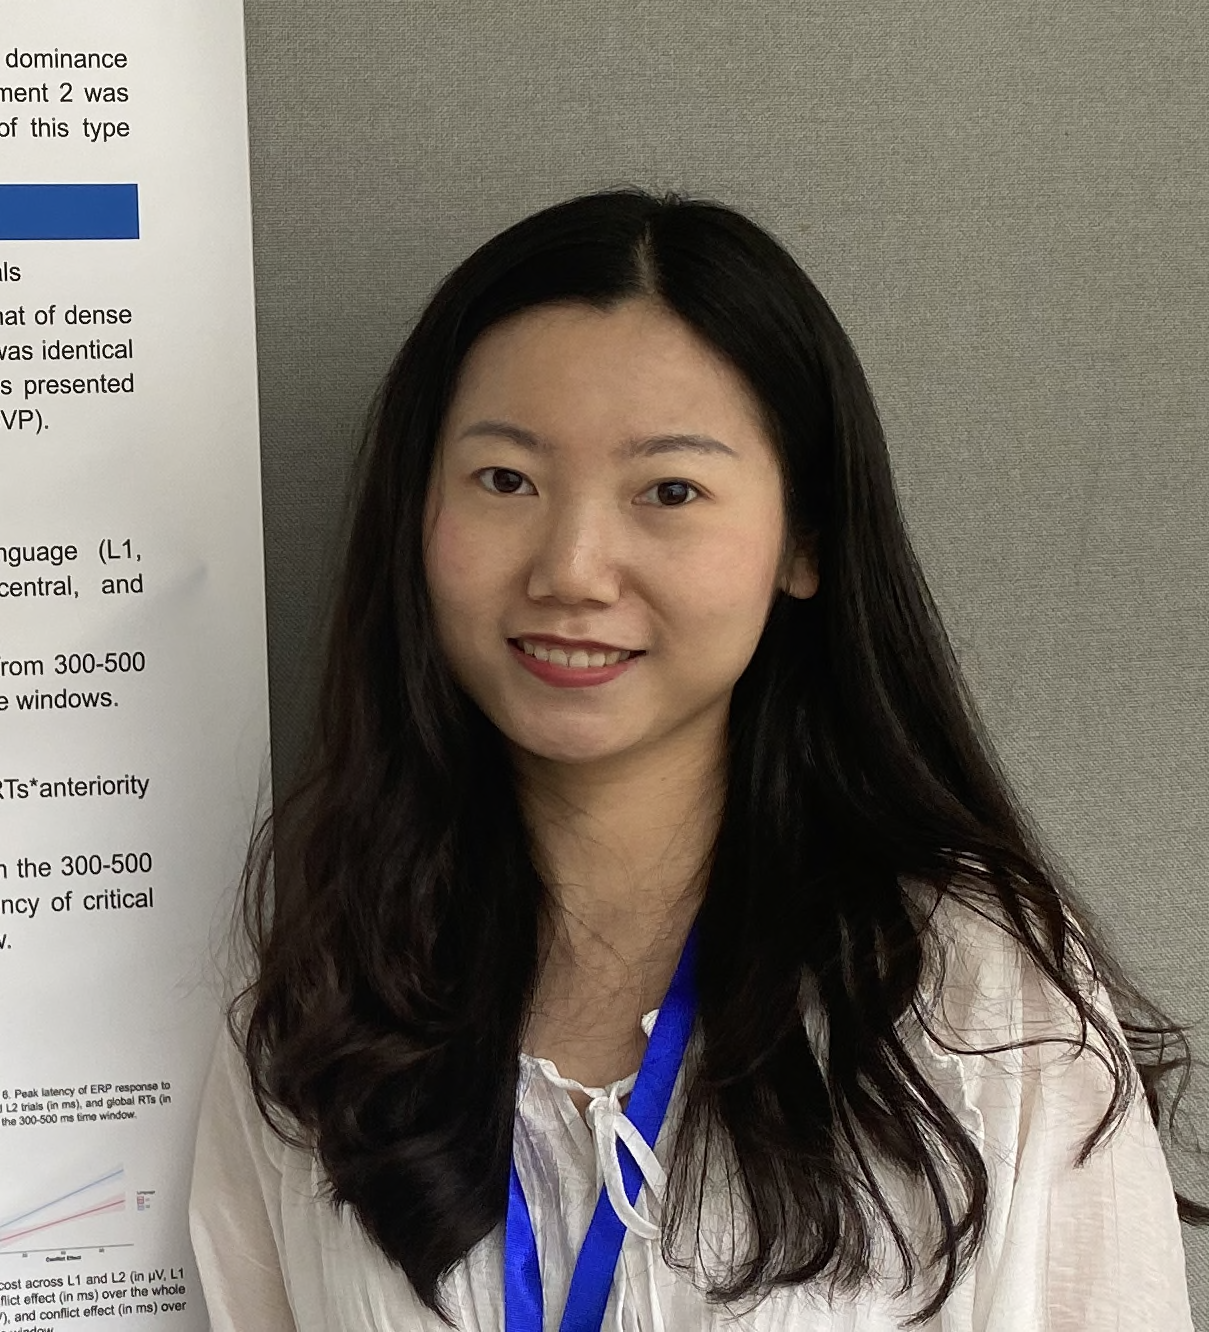 dominance
ment 2 was
of this type
als
hat of dense
was identical
s presented
VP).
nguage (L1,
central, and
from 300-500
e windows.
RTs*anteriority
n the 300-500
ncy of critical
w.
6. Peak latency of ERP response to
L2 trials (in ms), and global RTs (in
the 300-500 ms time window.
Conflict Effect
cost across L1 and L2 (in μV, L1
flict effect (in ms) over the whole
), and conflict effect (in ms) over
window